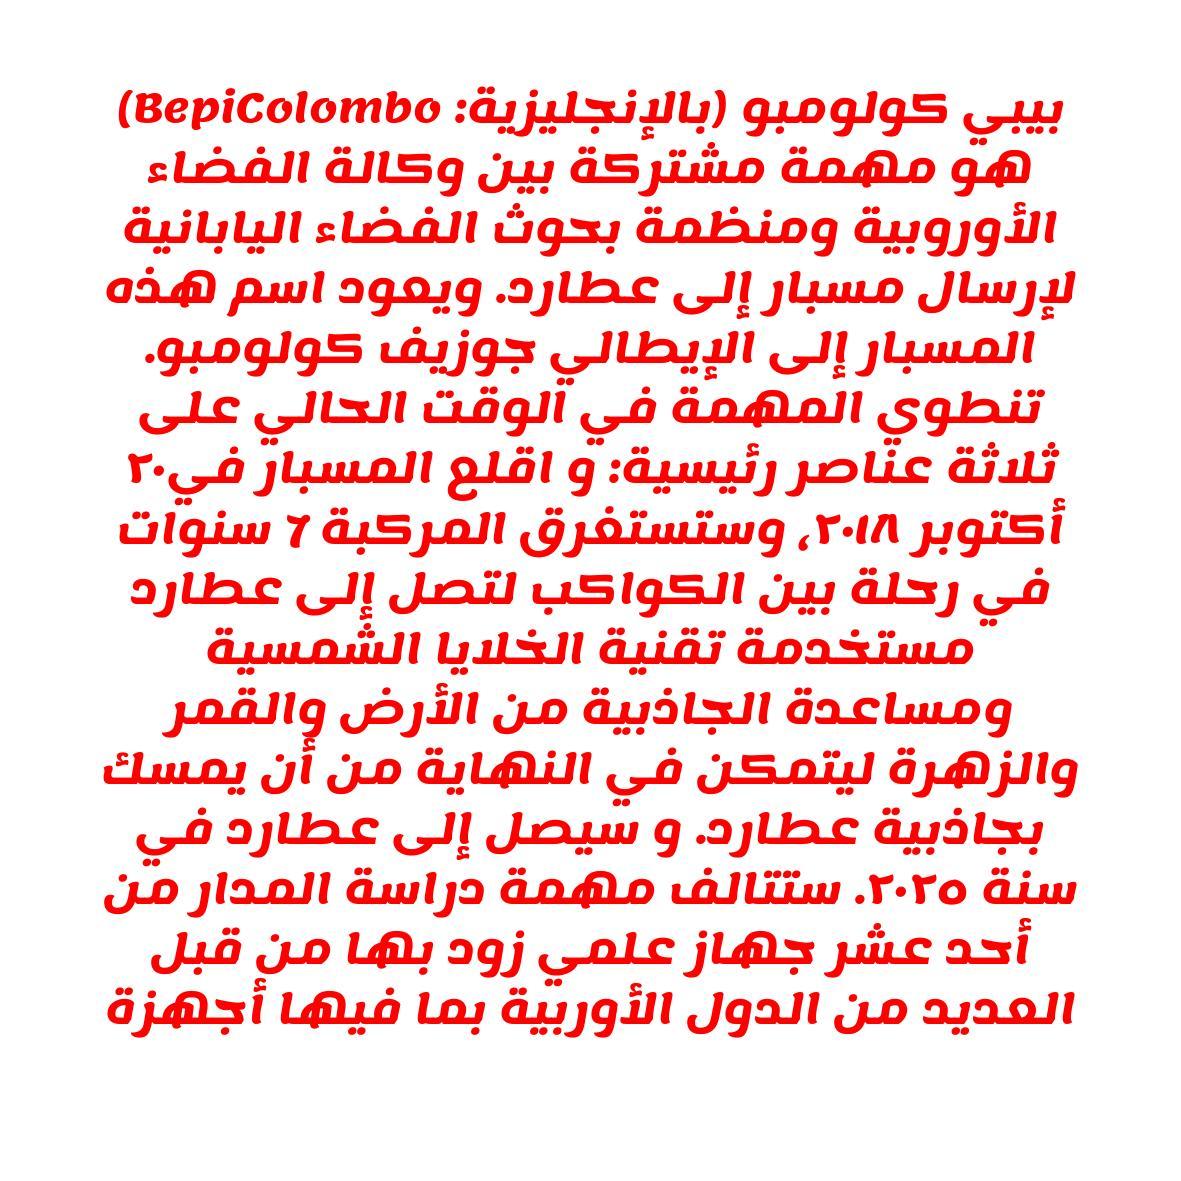 بيبي كولومبو (بالإنجليزية: BepiColombo)
هو مهمة مشتركة بين وكالة الفضاء
الأوروبية ومنظمة بحوث الفضاء اليابانية
لإرسال مسبار إلى عطارد. ويعود اسم هذه
المسبار إلى الإيطالي جوزيف كولومبو.
تنطوي المهمة في الوقت الحالي على
ثلاثة عناصر رئيسية: و اقلع المسبار في٢٠
أكتوبر ٢٠١٨، وستستغرق المركبة 7 سنوات
في رحلة بين الكواكب لتصل إلى عطارد
مستخدمة تقنية الخلايا الشمسية
ومساعدة الجاذبية من الأرض والقمر
والزهرة ليتمكن في النهاية من أن يمسك
بجاذبية عطارد. و سيصل إلى عطارد في
سنة ٢٠٢٥. ستتالف مهمة دراسة المدار من
أحد عشر جهاز علمي زود بها من قبل
العديد من الدول الأوربية بما فيها أجهزة